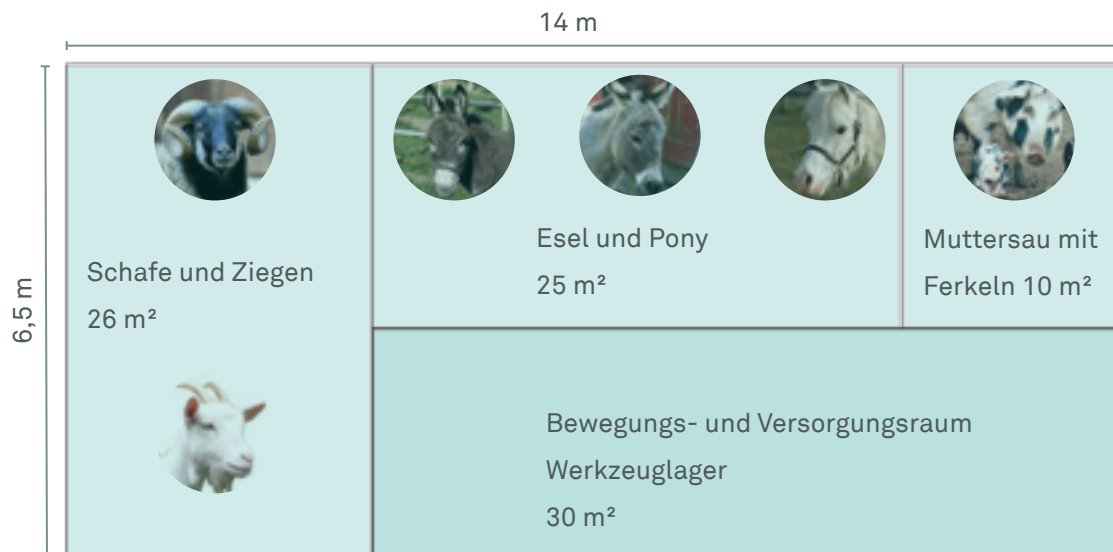 14 m
6,5 m
Schafe und Ziegen
26 m²
Esel und Pony
25 m²
Muttersau mit
Ferkeln 10 m²
Bewegungs- und Versorgungsraum
Werkzeuglager
30 m²